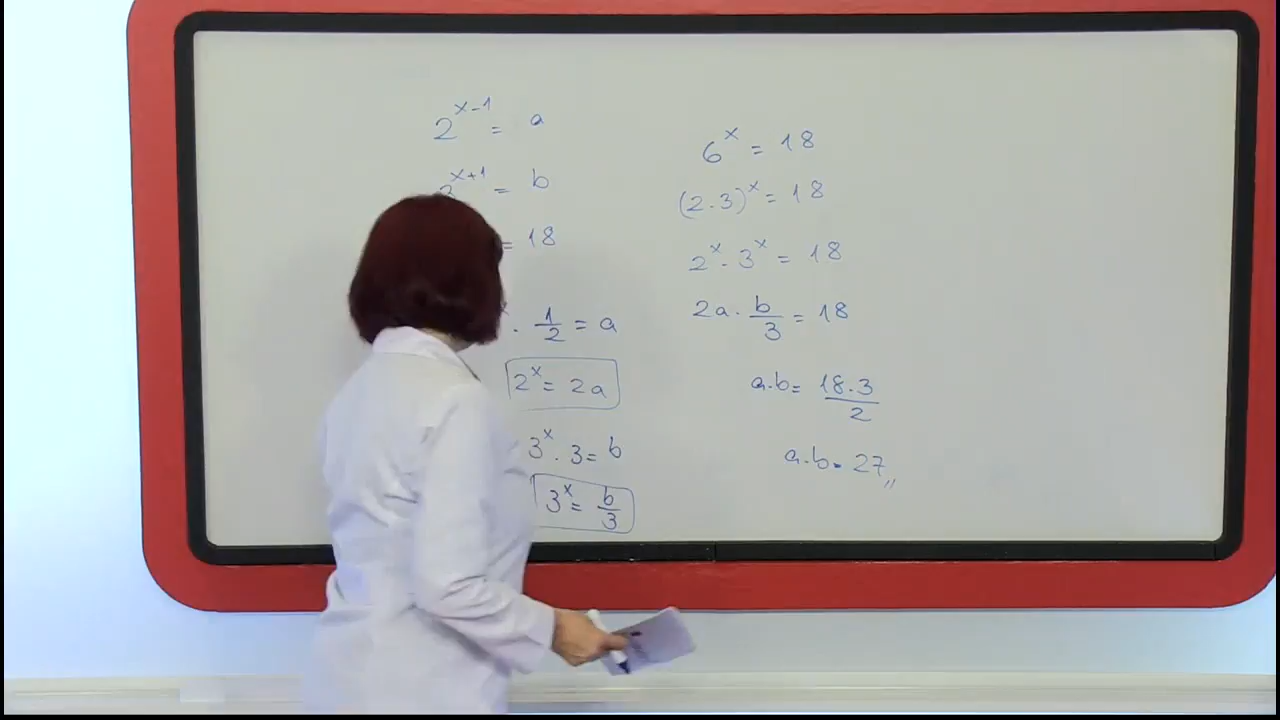 2^{x-1} = a
3^{x+1} = b
= 18
· 1/2 = a
2^x = 2a
3^x · 3 = b
3^x = b/3
6^x = 18
(2·3)^x = 18
2^x · 3^x = 18
2a · b/3 = 18
a·b = 18·3/2
a·b = 27,,